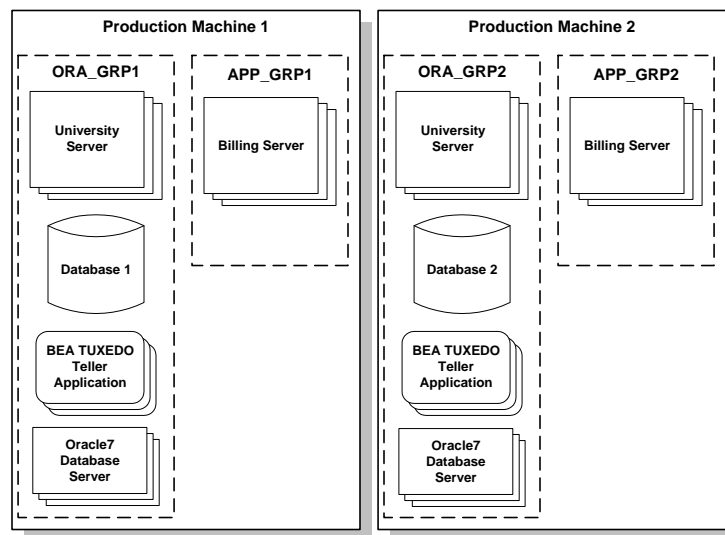 Production Machine 1
ORA_GRP1
University
Server
Database 1
BEA TUXEDO
Teller
Application
Oracle7
Database
Server
APP_GRP1
Billing Server
Production Machine 2
ORA_GRP2
University
Server
Database 2
BEA TUXEDO
Teller
Application
Oracle7
Database
Server
APP_GRP2
Billing Server